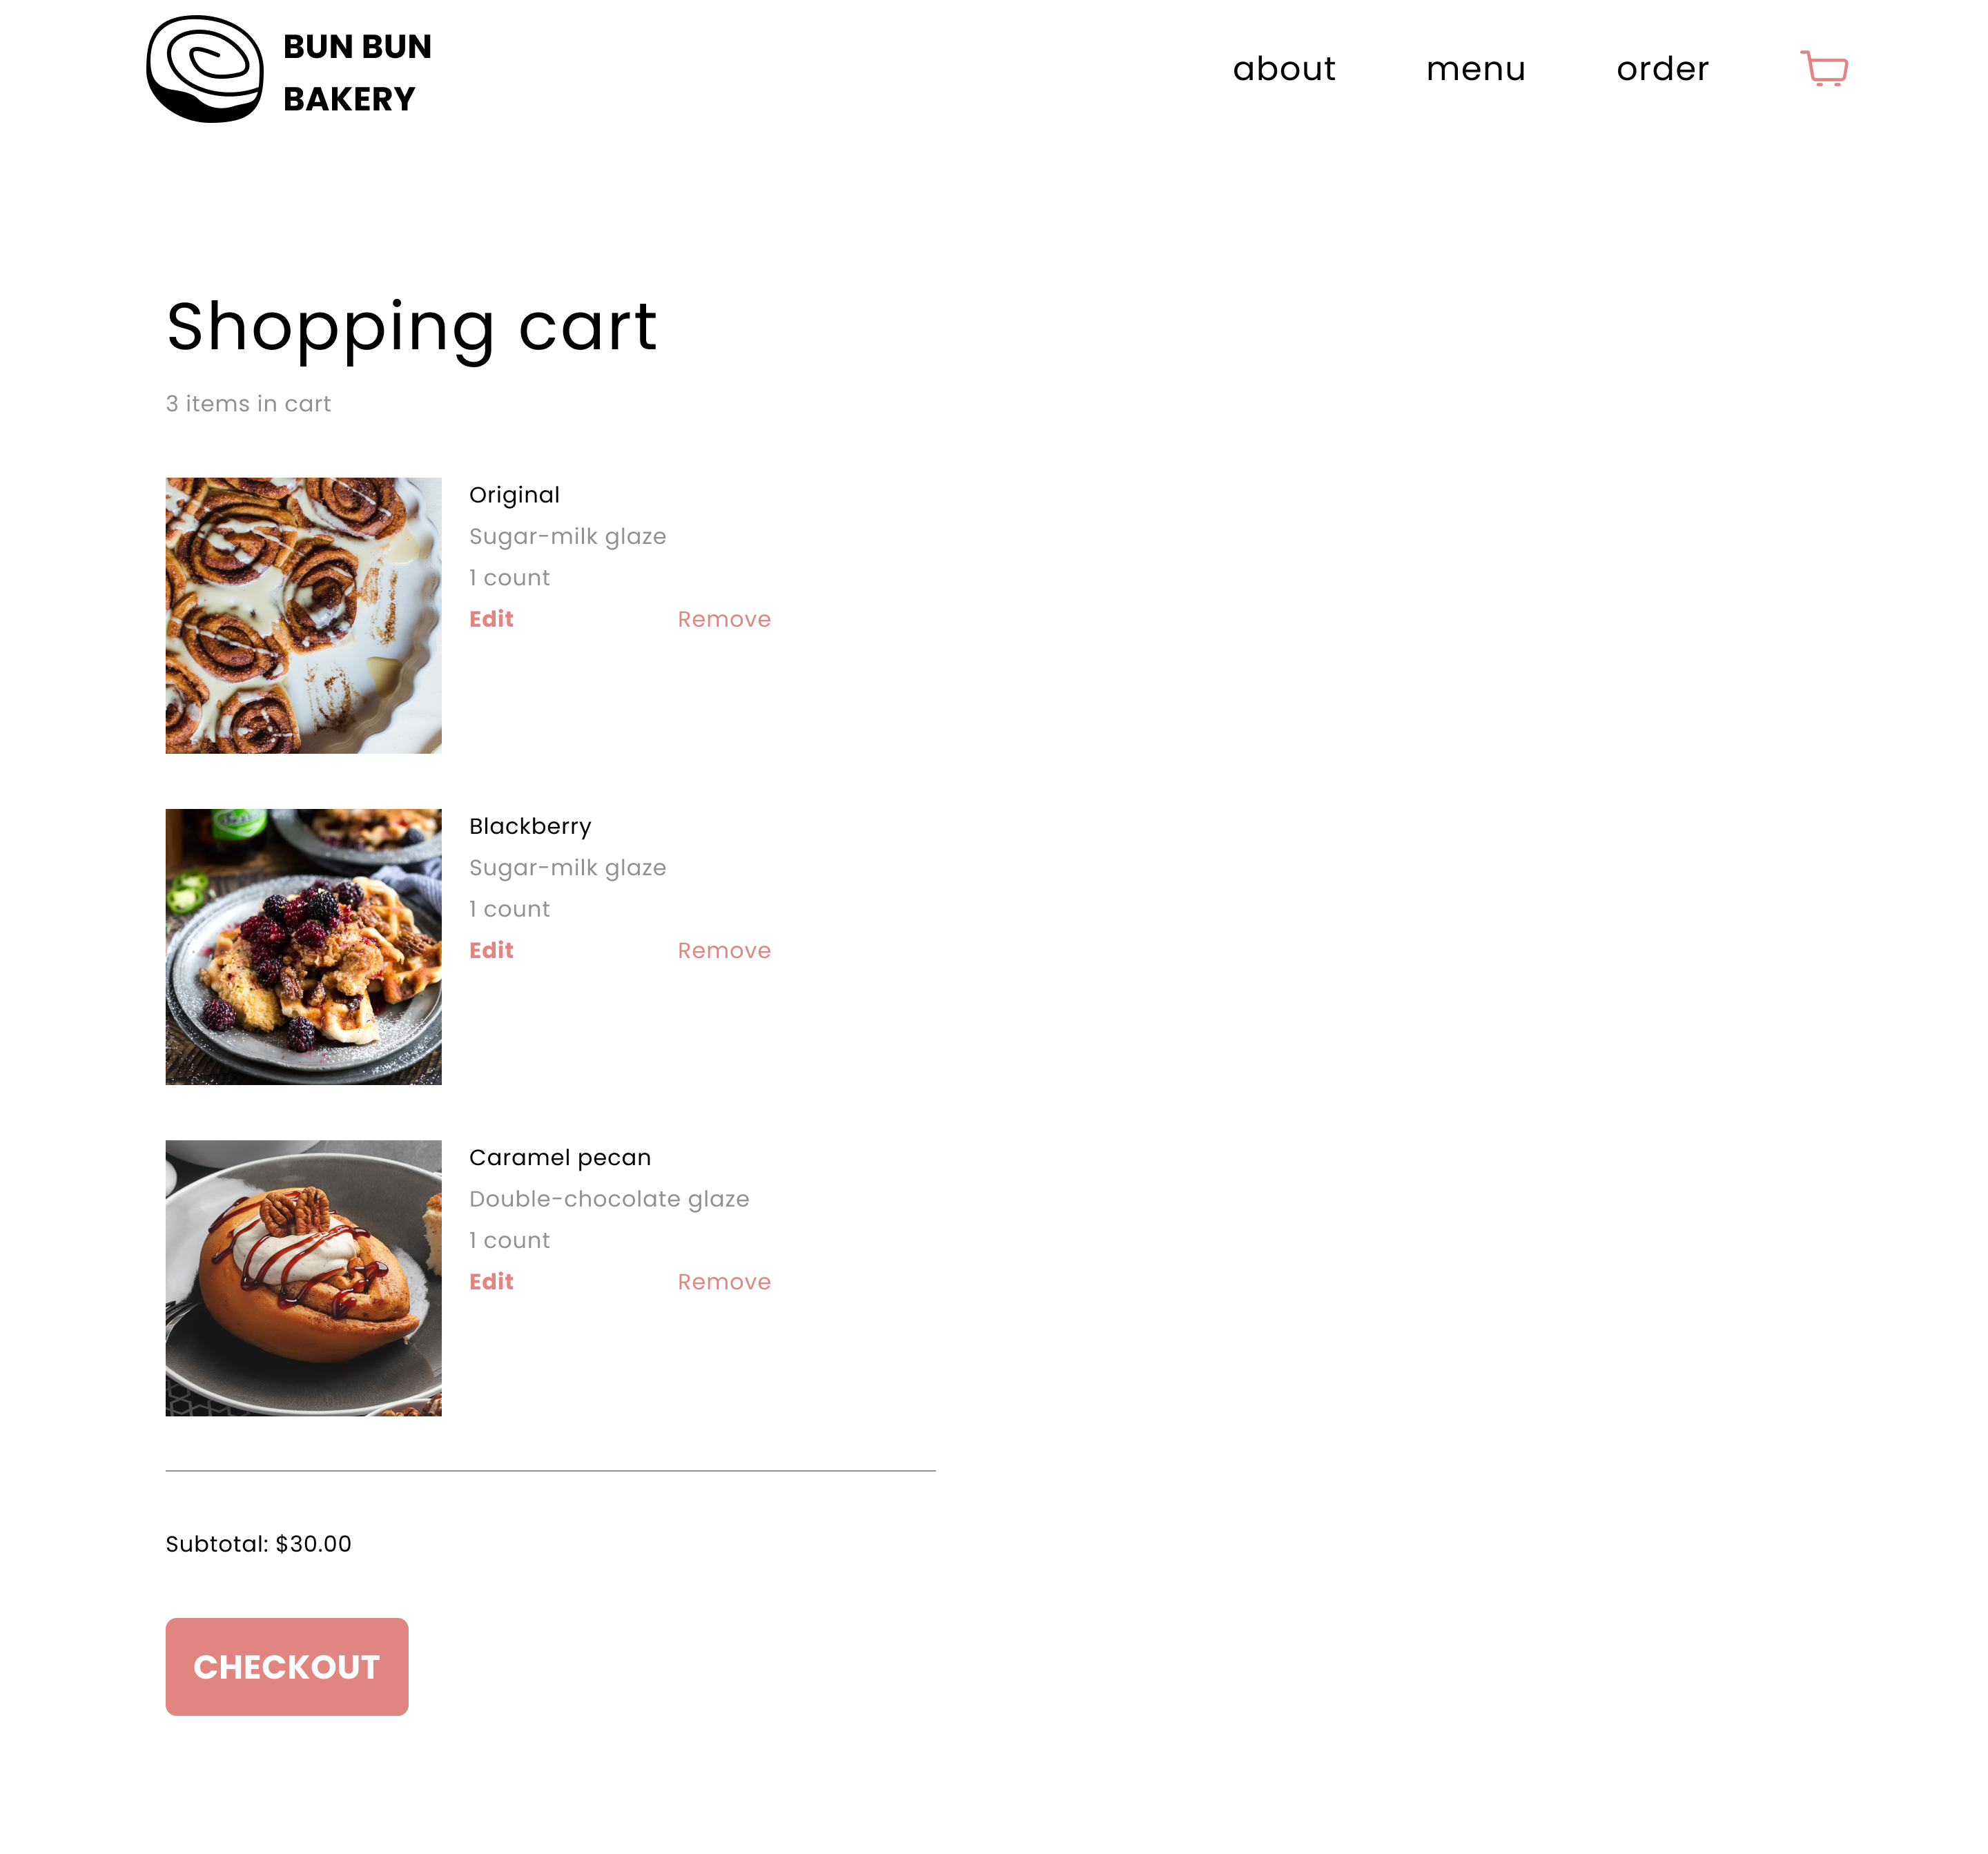 BUN BUN
BAKERY
about menu order
Shopping cart
3 items in cart
Original
Sugar-milk glaze
1 count
Edit Remove
Blackberry
Sugar-milk glaze
1 count
Edit Remove
Caramel pecan
Double-chocolate glaze
1 count
Edit Remove
Subtotal: $30.00
CHECKOUT